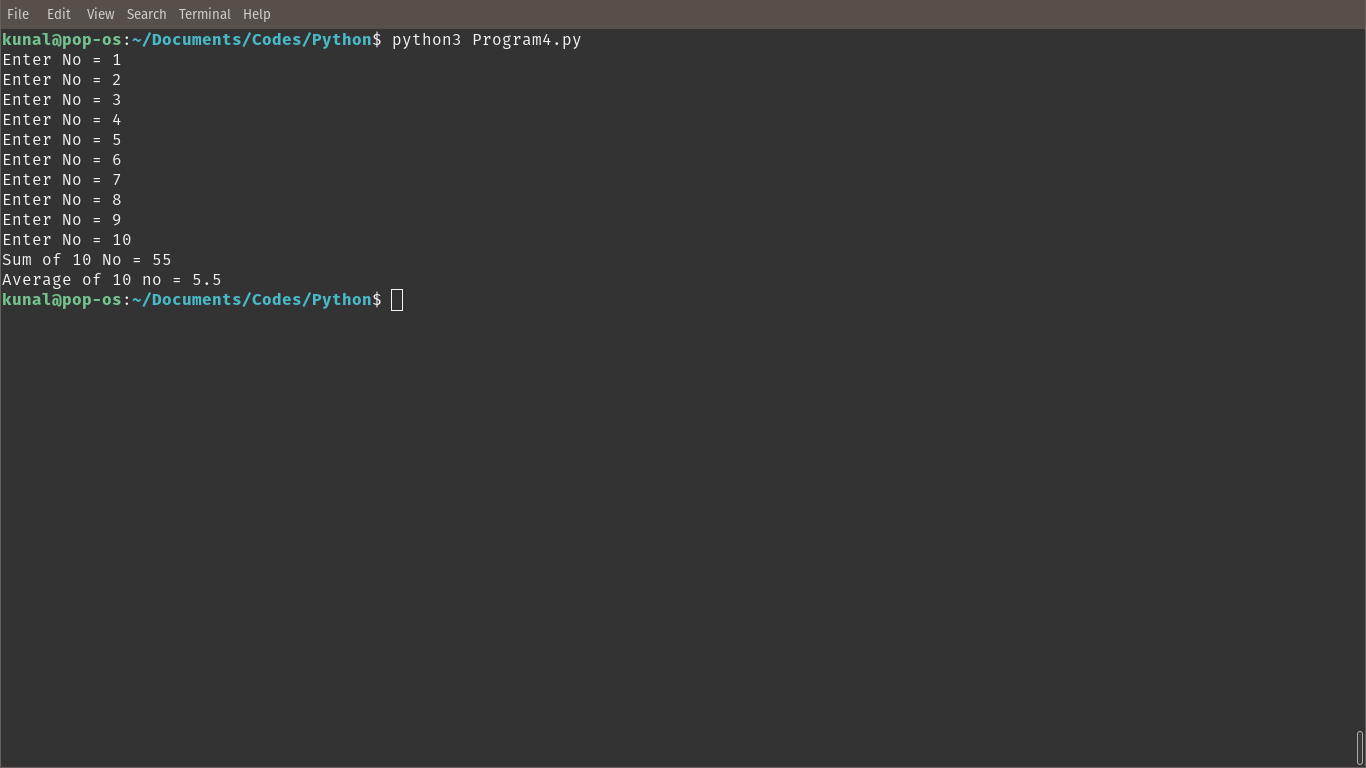 File Edit View Search Terminal Help
kunal@pop-os:~/Documents/Codes/Python$ python3 Program4.py
Enter No = 1
Enter No = 2
Enter No = 3
Enter No = 4
Enter No = 5
Enter No = 6
Enter No = 7
Enter No = 8
Enter No = 9
Enter No = 10
Sum of 10 No = 55
Average of 10 no = 5.5
kunal@pop-os:~/Documents/Codes/Python$